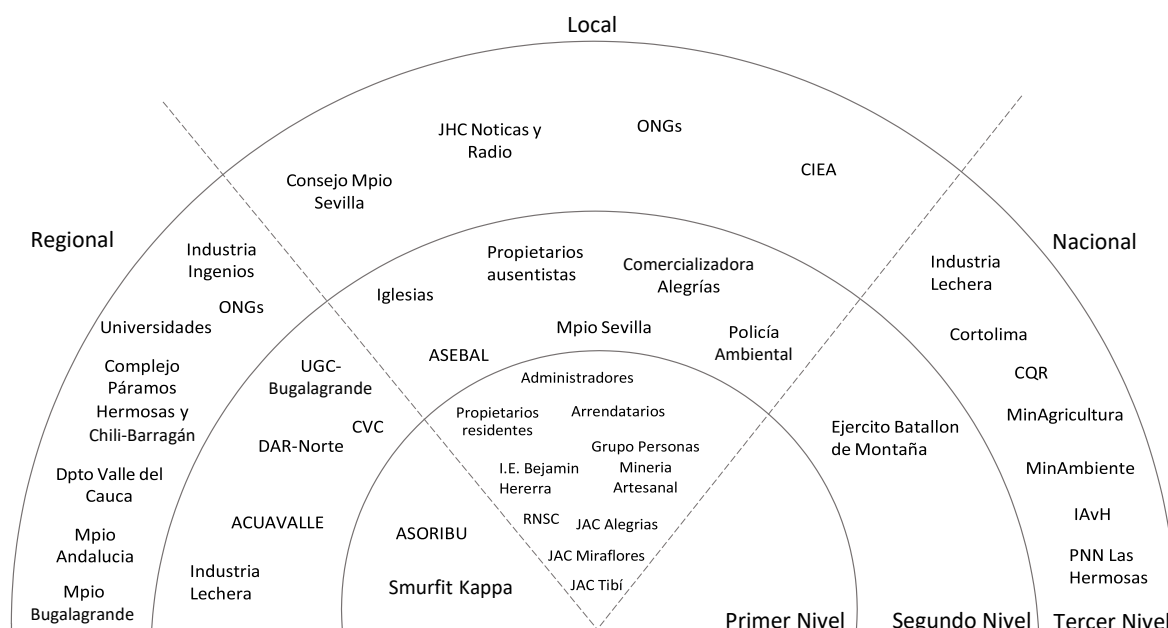 Local
JHC Noticas y
Radio
ONGs
CIEA
Consejo Mpio
Sevilla
Regional
Industria
Ingenios
ONGs
Universidades
Complejo
Páramos
Hermosas y
Chili-Barragán
Dpto Valle del
Cauca
Mpio
Andalucia
Mpio
Bugalagrande
Propietarios
ausentistas
Comercializadora
Alegrías
Iglesias
Mpio Sevilla
Policía
Ambiental
ASEBAL
UGC-
Bugalagrande
CVC
DAR-Norte
ACUAVALLE
Industria
Lechera
Administradores
Propietarios
residentes
Arrendatarios
Grupo Personas
Mineria
Artesanal
I.E. Bejamin
Hererra
RNSC
JAC Alegrias
JAC Miraflores
JAC Tibí
ASORIBU
Smurfit Kappa
Ejercito Batallon
de Montaña
Nacional
Industria
Lechera
Cortolima
CQR
MinAgricultura
MinAmbiente
IAvH
PNN Las
Hermosas
Primer Nivel
Segundo Nivel
Tercer Nivel